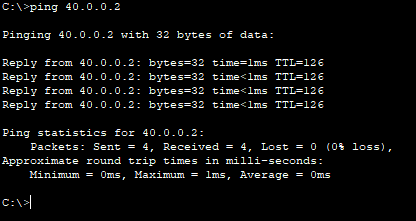 C:\>ping 40.0.0.2
Pinging 40.0.0.2 with 32 bytes of data:
Reply from 40.0.0.2: bytes=32 time=1ms TTL=126
Reply from 40.0.0.2: bytes=32 time<1ms TTL=126
Reply from 40.0.0.2: bytes=32 time<1ms TTL=126
Reply from 40.0.0.2: bytes=32 time<1ms TTL=126
Ping statistics for 40.0.0.2:
    Packets: Sent = 4, Received = 4, Lost = 0 (0% loss),
Approximate round trip times in milli-seconds:
    Minimum = 0ms, Maximum = 1ms, Average = 0ms
C:\>